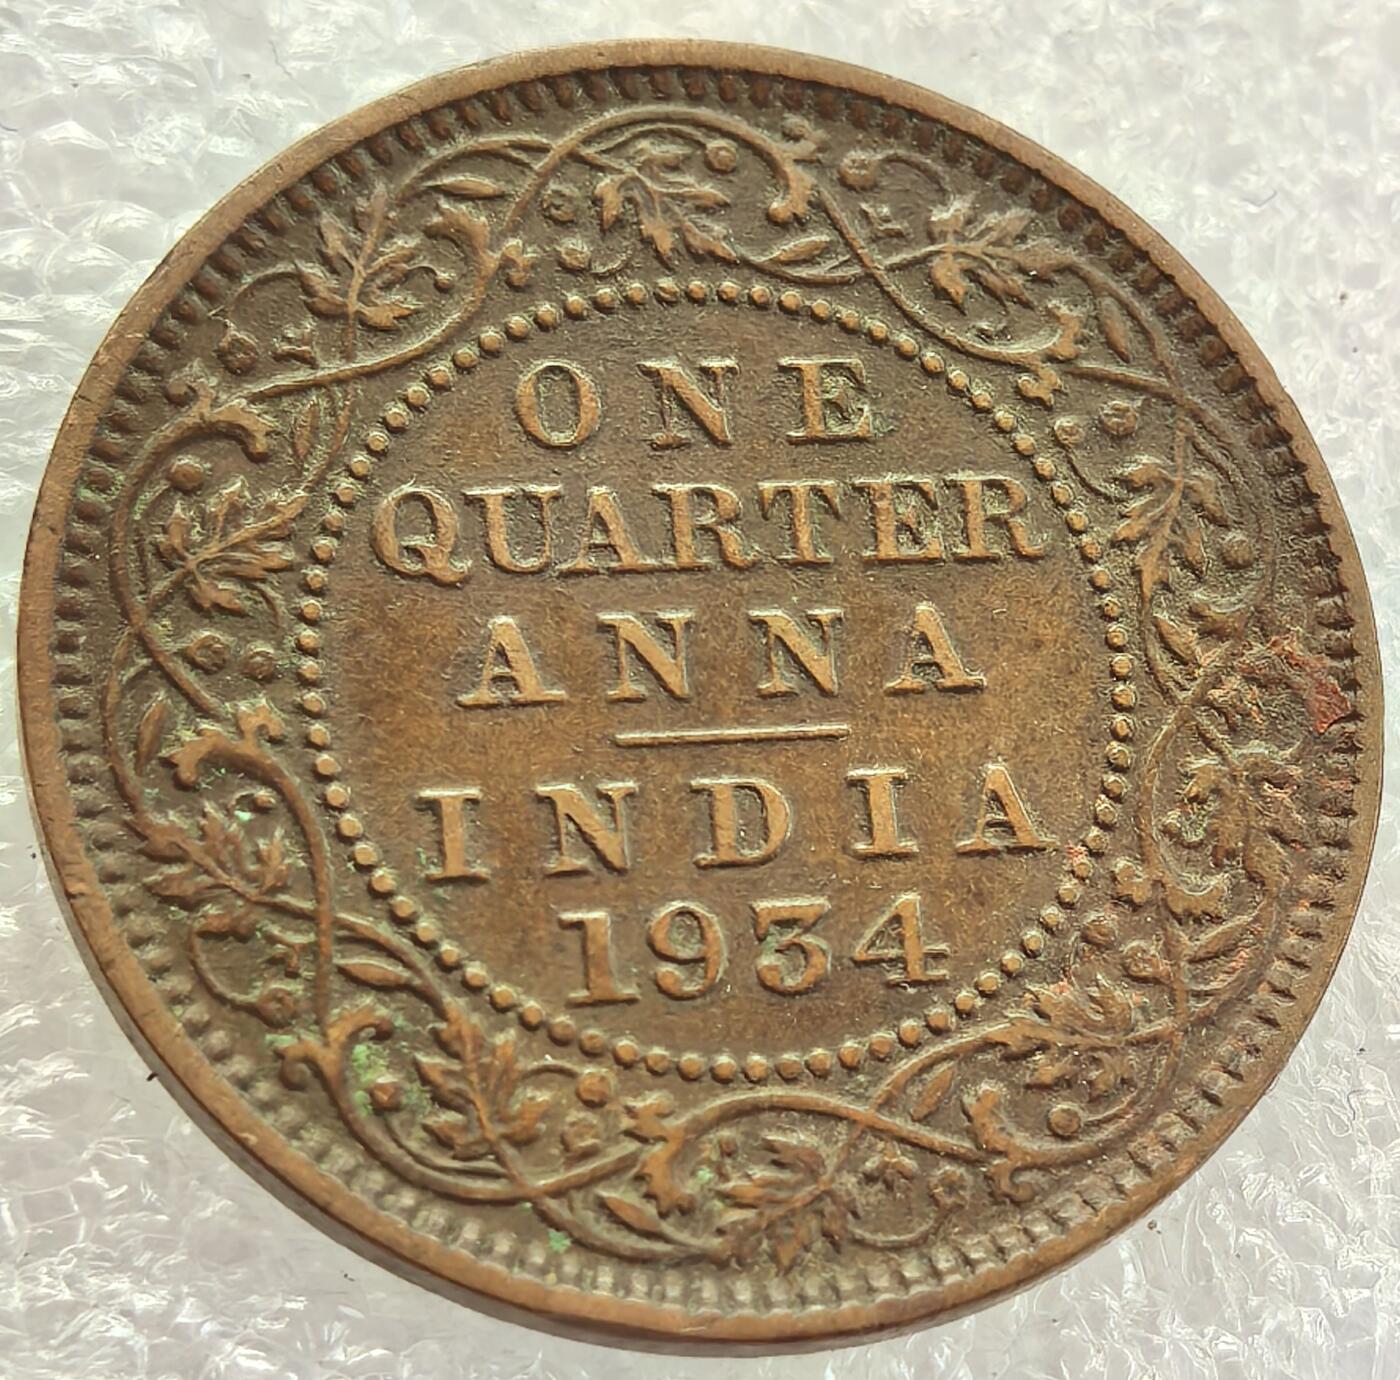 ONE
QUARTER
ANNA
INDIA
1934